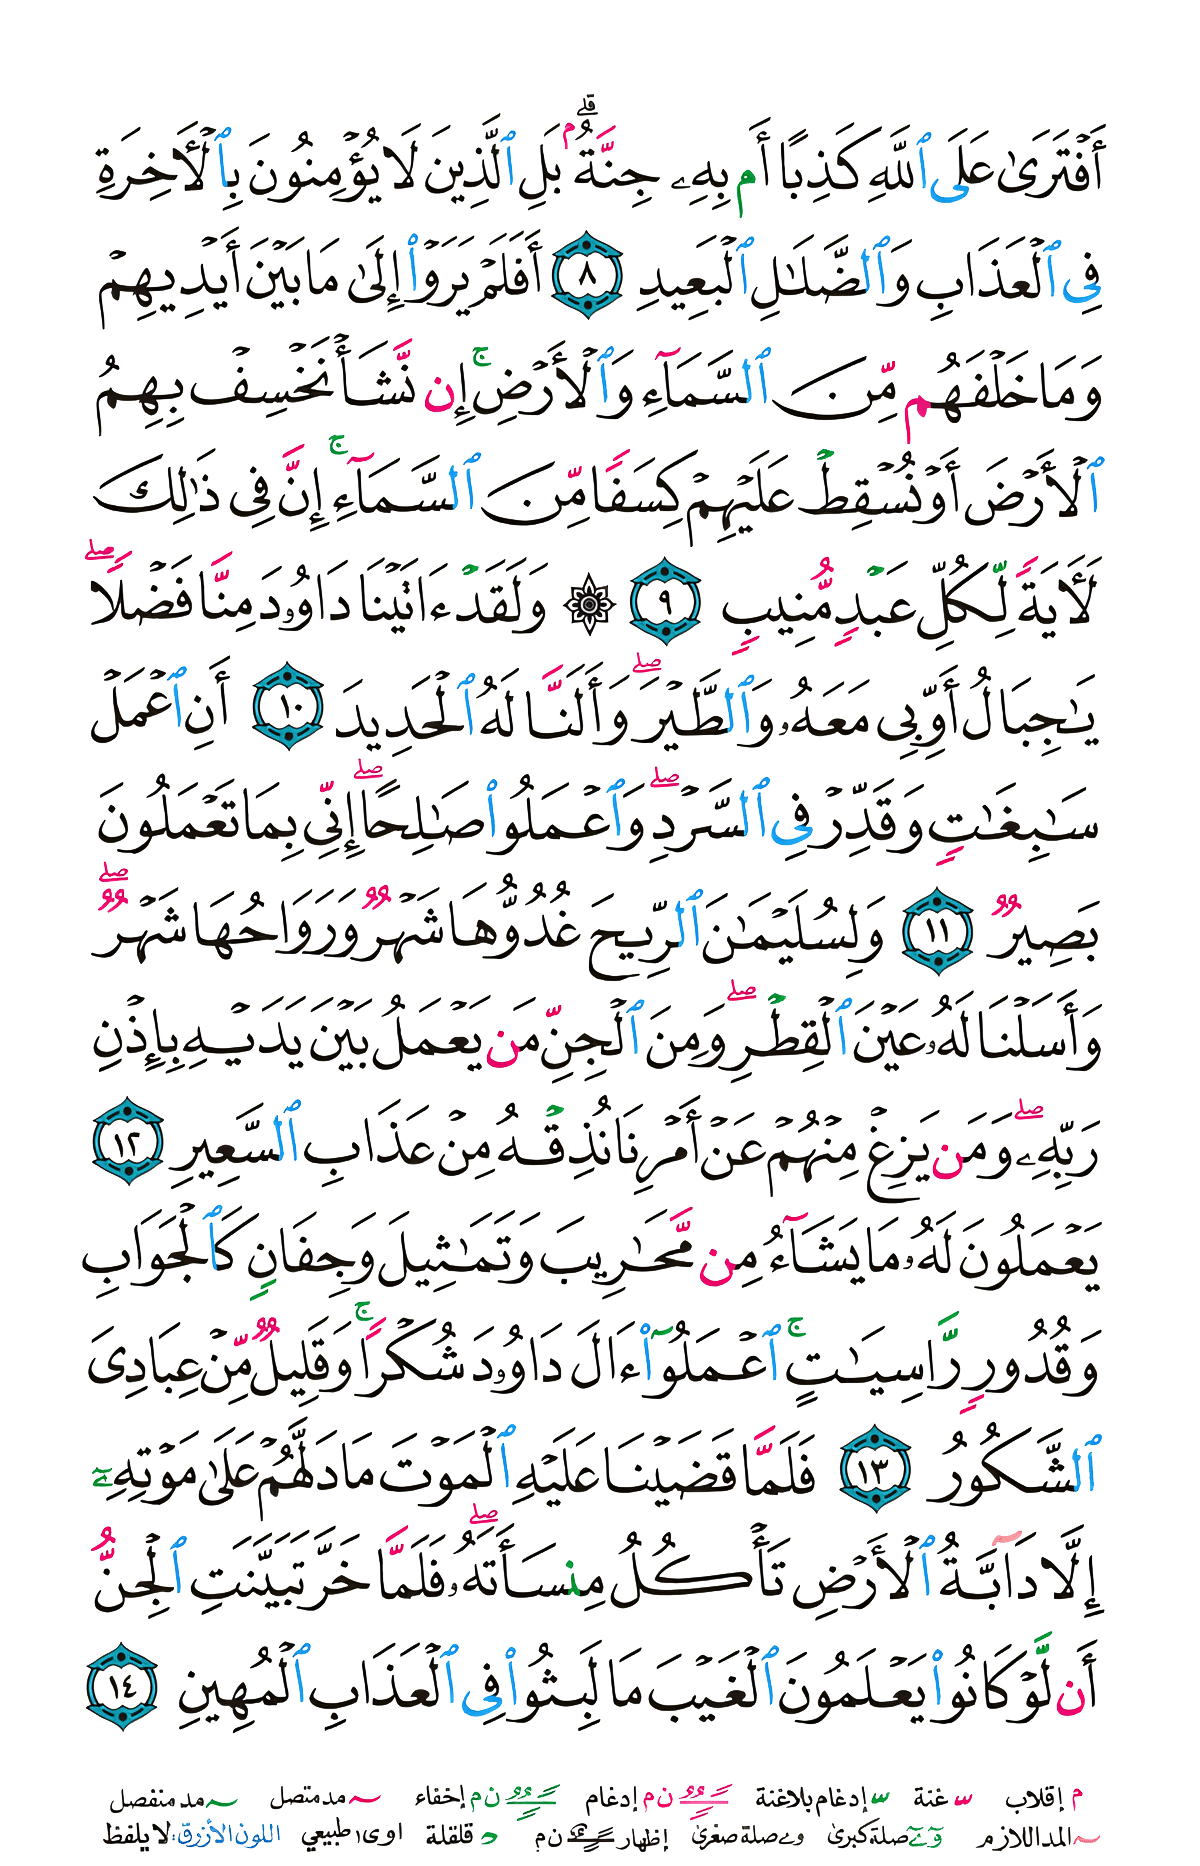 أَفۡتَرَىٰ عَلَى ٱللَّهِ كَذِبًا أَم بِهِۦ جِنَّةُۢۗ بَلِ ٱلَّذِينَ لَا يُؤۡمِنُونَ بِٱلۡأَخِرَةِ
فِى ٱلۡعَذَابِ وَٱلضَّلَـٰلِ ٱلۡبَعِيدِ ٨ أَفَلَمۡ يَرَوۡا۟ إِلَىٰ مَا بَيۡنَ أَيۡدِيهِمۡ
وَمَا خَلۡفَهُم مِّنَ ٱلسَّمَآءِ وَٱلۡأَرۡضِۚ إِن نَّشَأۡ نَخۡسِفۡ بِهِمُ
ٱلۡأَرۡضَ أَوۡ نُسۡقِطۡ عَلَيۡهِمۡ كِسَفًا مِّنَ ٱلسَّمَآءِۚ إِنَّ فِى ذَٰلِكَ
لَأَيَةً لِّكُلِّ عَبۡدٍ مُّنِيبٍ ٩ ۞ وَلَقَدۡ ءَاتَيۡنَا دَاوُۥدَ مِنَّا فَضۡلًاۖ
يَـٰجِبَالُ أَوِّبِى مَعَهُۥ وَٱلطَّيۡرَۖ وَأَلَنَّا لَهُ ٱلۡحَدِيدَ ١٠ أَنِ ٱعۡمَلۡ
سَـٰبِغَـٰتٍ وَقَدِّرۡ فِى ٱلسَّرۡدِۖ وَٱعۡمَلُوا۟ صَـٰلِحًاۖ إِنِّى بِمَا تَعۡمَلُونَ
بَصِيرٌ ١١ وَلِسُلَيۡمَـٰنَ ٱلرِّيحَ غُدُوُّهَا شَهۡرٌ وَرَوَاحُهَا شَهۡرٌۖ
وَأَسَلۡنَا لَهُۥ عَيۡنَ ٱلۡقِطۡرِۖ وَمِنَ ٱلۡجِنِّ مَن يَعۡمَلُ بَيۡنَ يَدَيۡهِ بِإِذۡنِ
رَبِّهِۦۖ وَمَن يَزِغۡ مِنۡهُمۡ عَنۡ أَمۡرِنَا نُذِقۡهُ مِنۡ عَذَابِ ٱلسَّعِيرِ ١٢
يَعۡمَلُونَ لَهُۥ مَا يَشَآءُ مِن مَّحَـٰرِيبَ وَتَمَـٰثِيلَ وَجِفَانٍ كَٱلۡجَوَابِ
وَقُدُورٍ رَّاسِيَـٰتٍۚ ٱعۡمَلُوٓا۟ ءَالَ دَاوُۥدَ شُكۡرًاۚ وَقَلِيلٌ مِّنۡ عِبَادِىَ
ٱلشَّكُورُ ١٣ فَلَمَّا قَضَيۡنَا عَلَيۡهِ ٱلۡمَوۡتَ مَا دَلَّهُمۡ عَلَىٰ مَوۡتِهِۦٓ
إِلَّا دَآبَّةُ ٱلۡأَرۡضِ تَأۡكُلُ مِنسَأَتَهُۥۖ فَلَمَّا خَرَّ تَبَيَّنَتِ ٱلۡجِنُّ
أَن لَّوۡ كَانُوا۟ يَعۡلَمُونَ ٱلۡغَيۡبَ مَا لَبِثُوا۟ فِى ٱلۡعَذَابِ ٱلۡمُهِينِ ١٤
م إقلاب ّ غنة ّ إدغام بلاغنة ن م إدغام ن م إخفاء ~ مد متصل ~ مد منفصل
~ المد اللازم و ے صلة كبرى و ے صلة صغرى إظهار ن م قلقلة ا و ى طبيعي اللون الأزرق: لا يلفظ